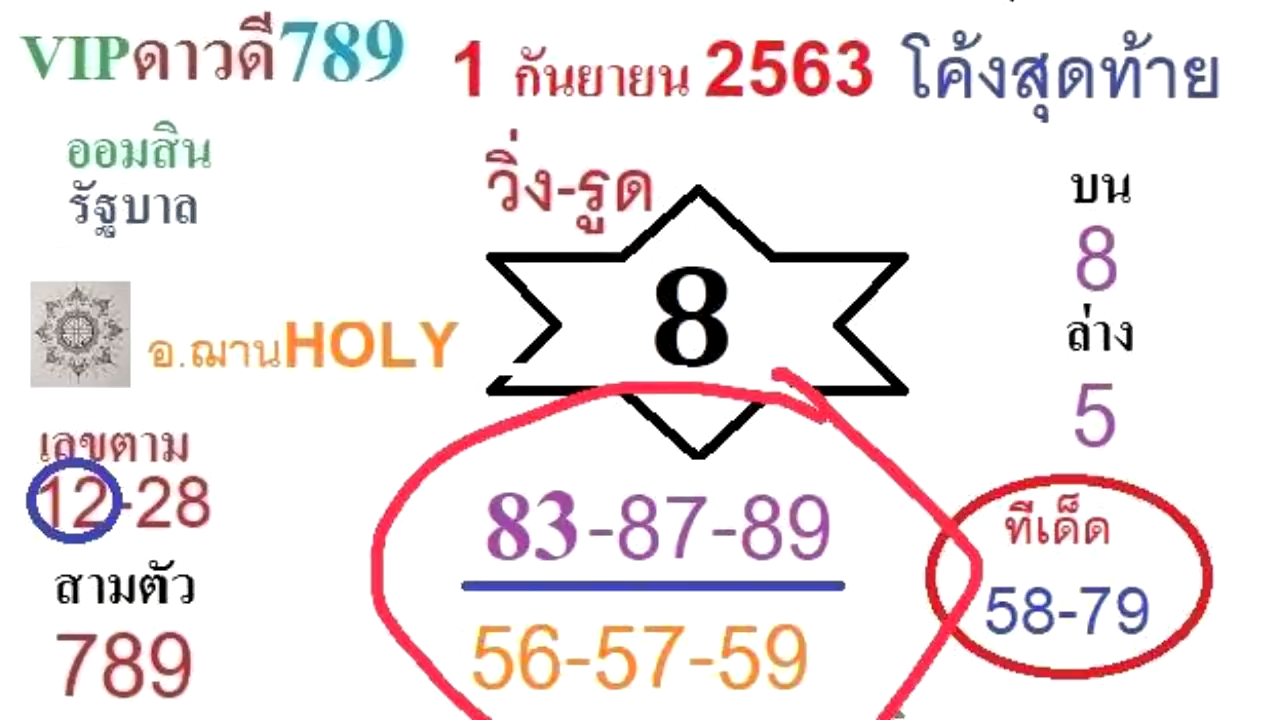 VIPดาวดี789
1 กันยายน 2563 โค้งสุดท้าย
ออมสิน
รัฐบาล
วิ่ง-รูด
8
บน
8
ล่าง
5
อ.ฌานHOLY
เลขตาม
12-28
สามตัว
789
83-87-89
56-57-59
ทีเด็ด
58-79